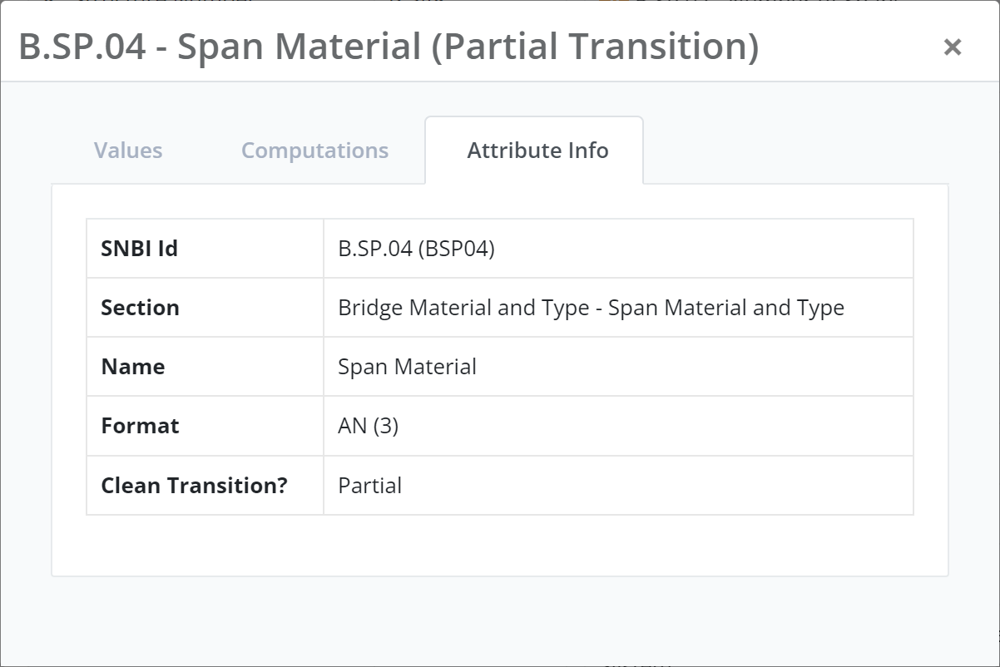 B.SP.04 - Span Material (Partial Transition) ×
Values Computations Attribute Info
SNBI Id B.SP.04 (BSP04)
Section Bridge Material and Type - Span Material and Type
Name Span Material
Format AN (3)
Clean Transition? Partial